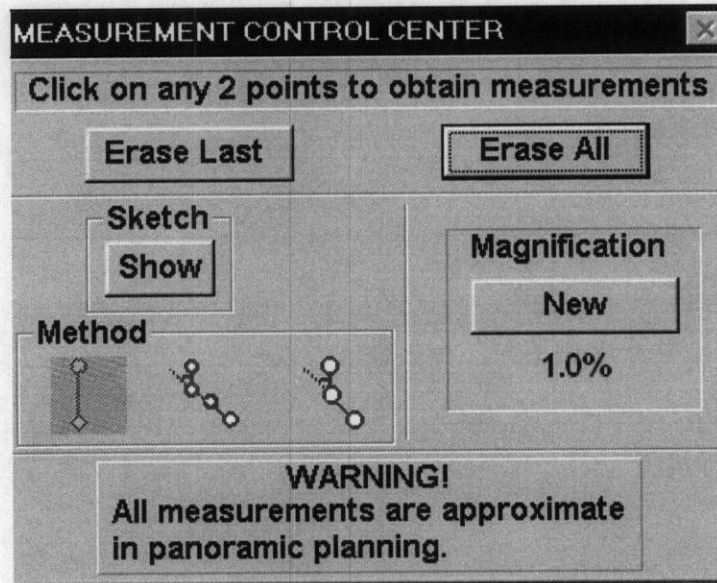 MEASUREMENT CONTROL CENTER
Click on any 2 points to obtain measurements
Erase Last
Erase All
Sketch
Show
Method
Magnification
New
1.0%
WARNING!
All measurements are approximate
in panoramic planning.